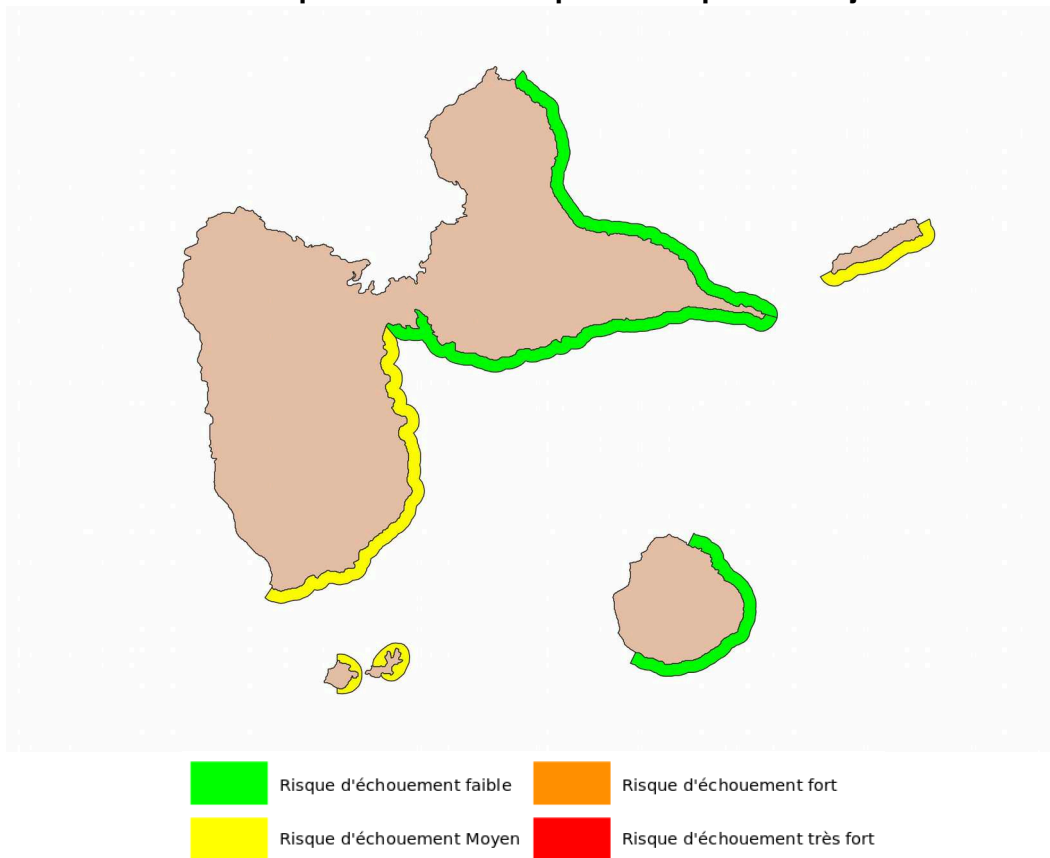 Risque d'échouement faible
Risque d'échouement fort
Risque d'échouement Moyen
Risque d'échouement très fort